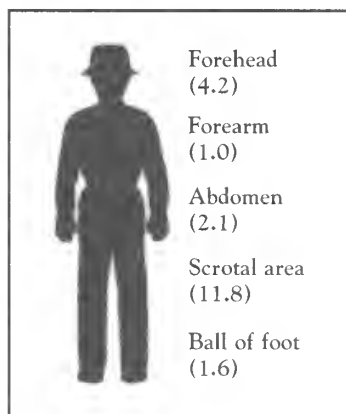 Forehead
(4.2)
Forearm
(1.0)
Abdomen
(2.1)
Scrotal area
(11.8)
Ball of foot
(1.6)